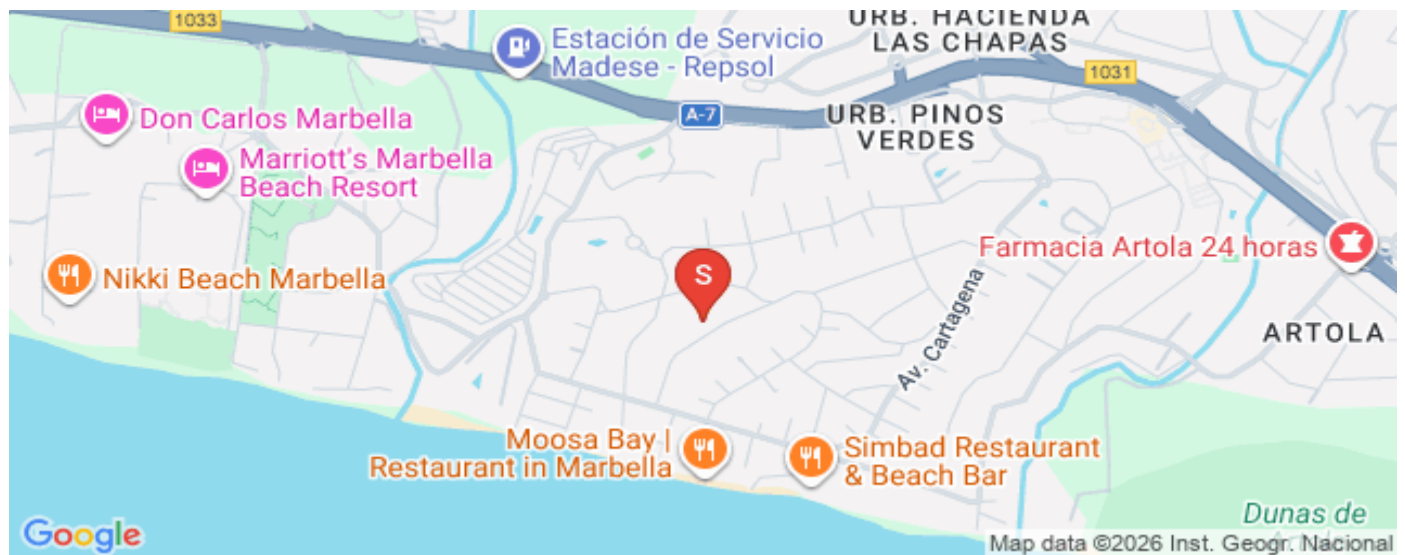 1033
Estación de Servicio
Madese - Repsol
URB. HACIENDA
LAS CHAPAS
1031
Don Carlos Marbella
A-7
URB. PINOS
VERDES
Marriott's Marbella
Beach Resort
Farmacia Artola 24 horas
Nikki Beach Marbella
S
Av. Cartagena
ARTOLA
Moosa Bay |
Restaurant in Marbella
Simbad Restaurant
& Beach Bar
Dunas de
Google
Map data ©2026 Inst. Geogr. Nacional